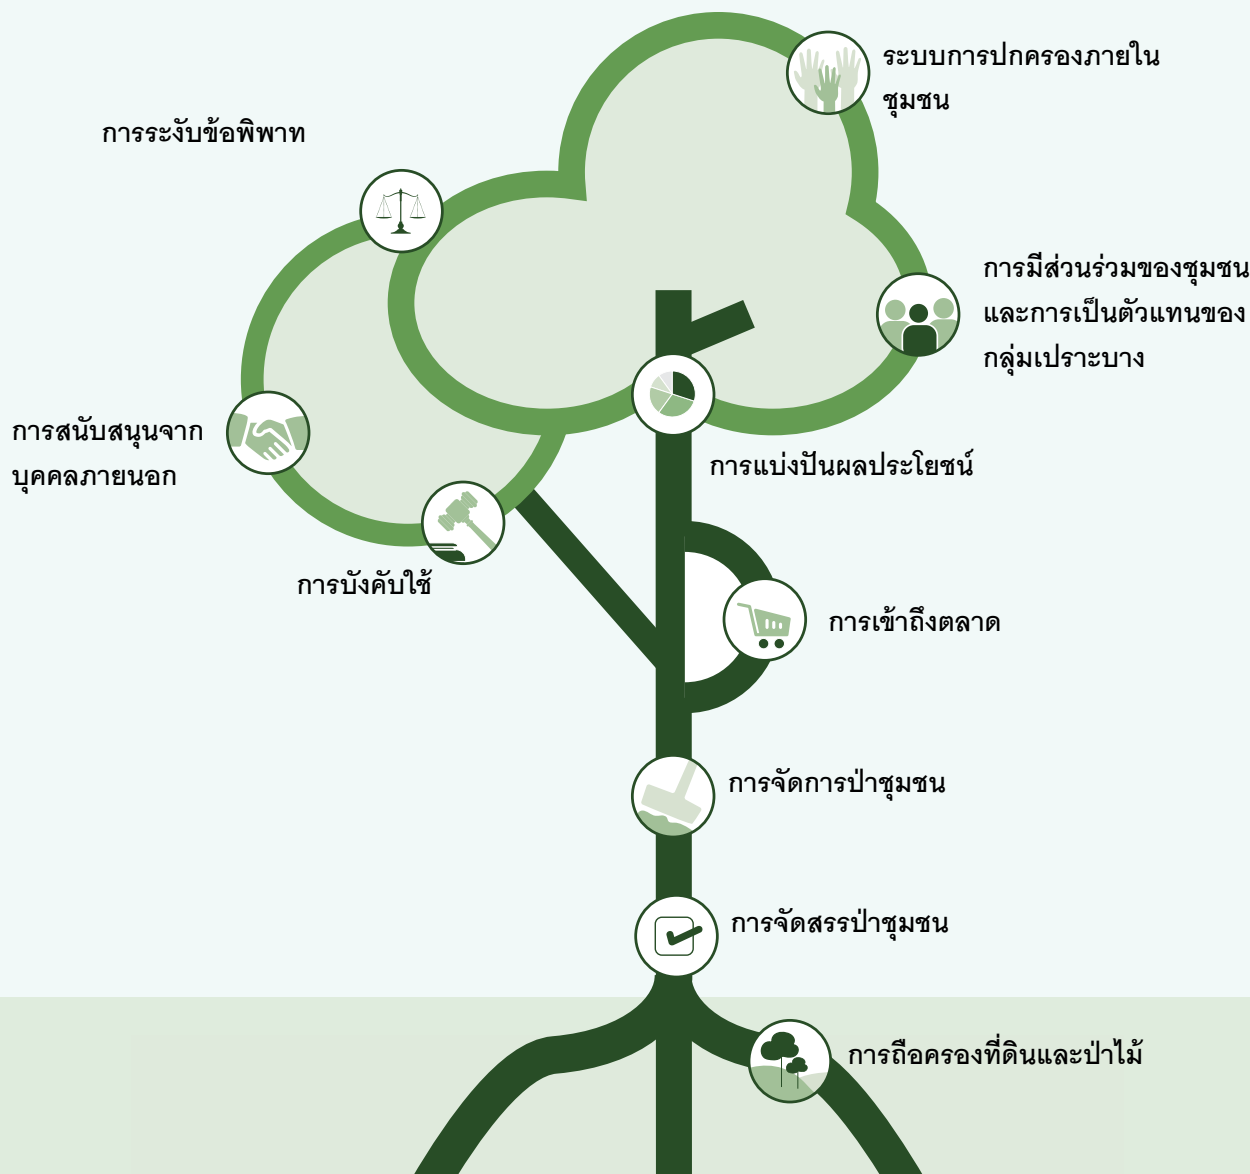 ระบบการปกครองภายใน
ชุมชน
การระงับข้อพิพาท
การมีส่วนร่วมของชุมชน
และการเป็นตัวแทนของ
กลุ่มเปราะบาง
การสนับสนุนจาก
บุคคลภายนอก
การแบ่งปันผลประโยชน์
การบังคับใช้
การเข้าถึงตลาด
การจัดการป่าชุมชน
การจัดสรรป่าชุมชน
การถือครองที่ดินและป่าไม้